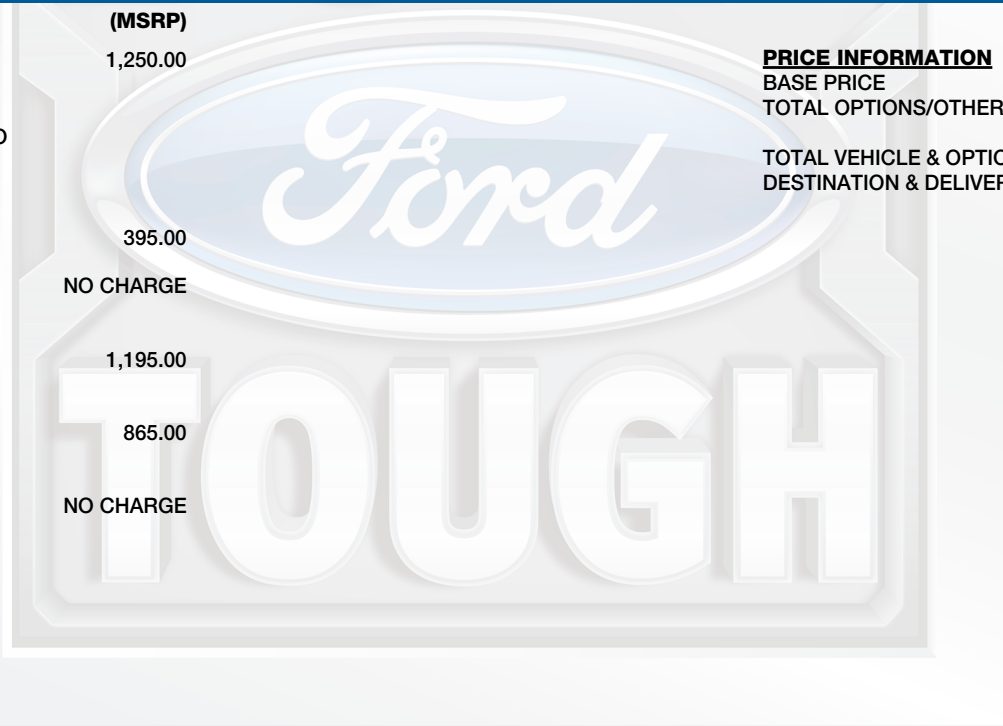 (MSRP)
1,250.00
395.00
NO CHARGE
1,195.00
865.00
NO CHARGE
PRICE INFORMATION
BASE PRICE
TOTAL OPTIONS/OTHER
TOTAL VEHICLE & OPTIO
DESTINATION & DELIVER
Ford
TOUGH